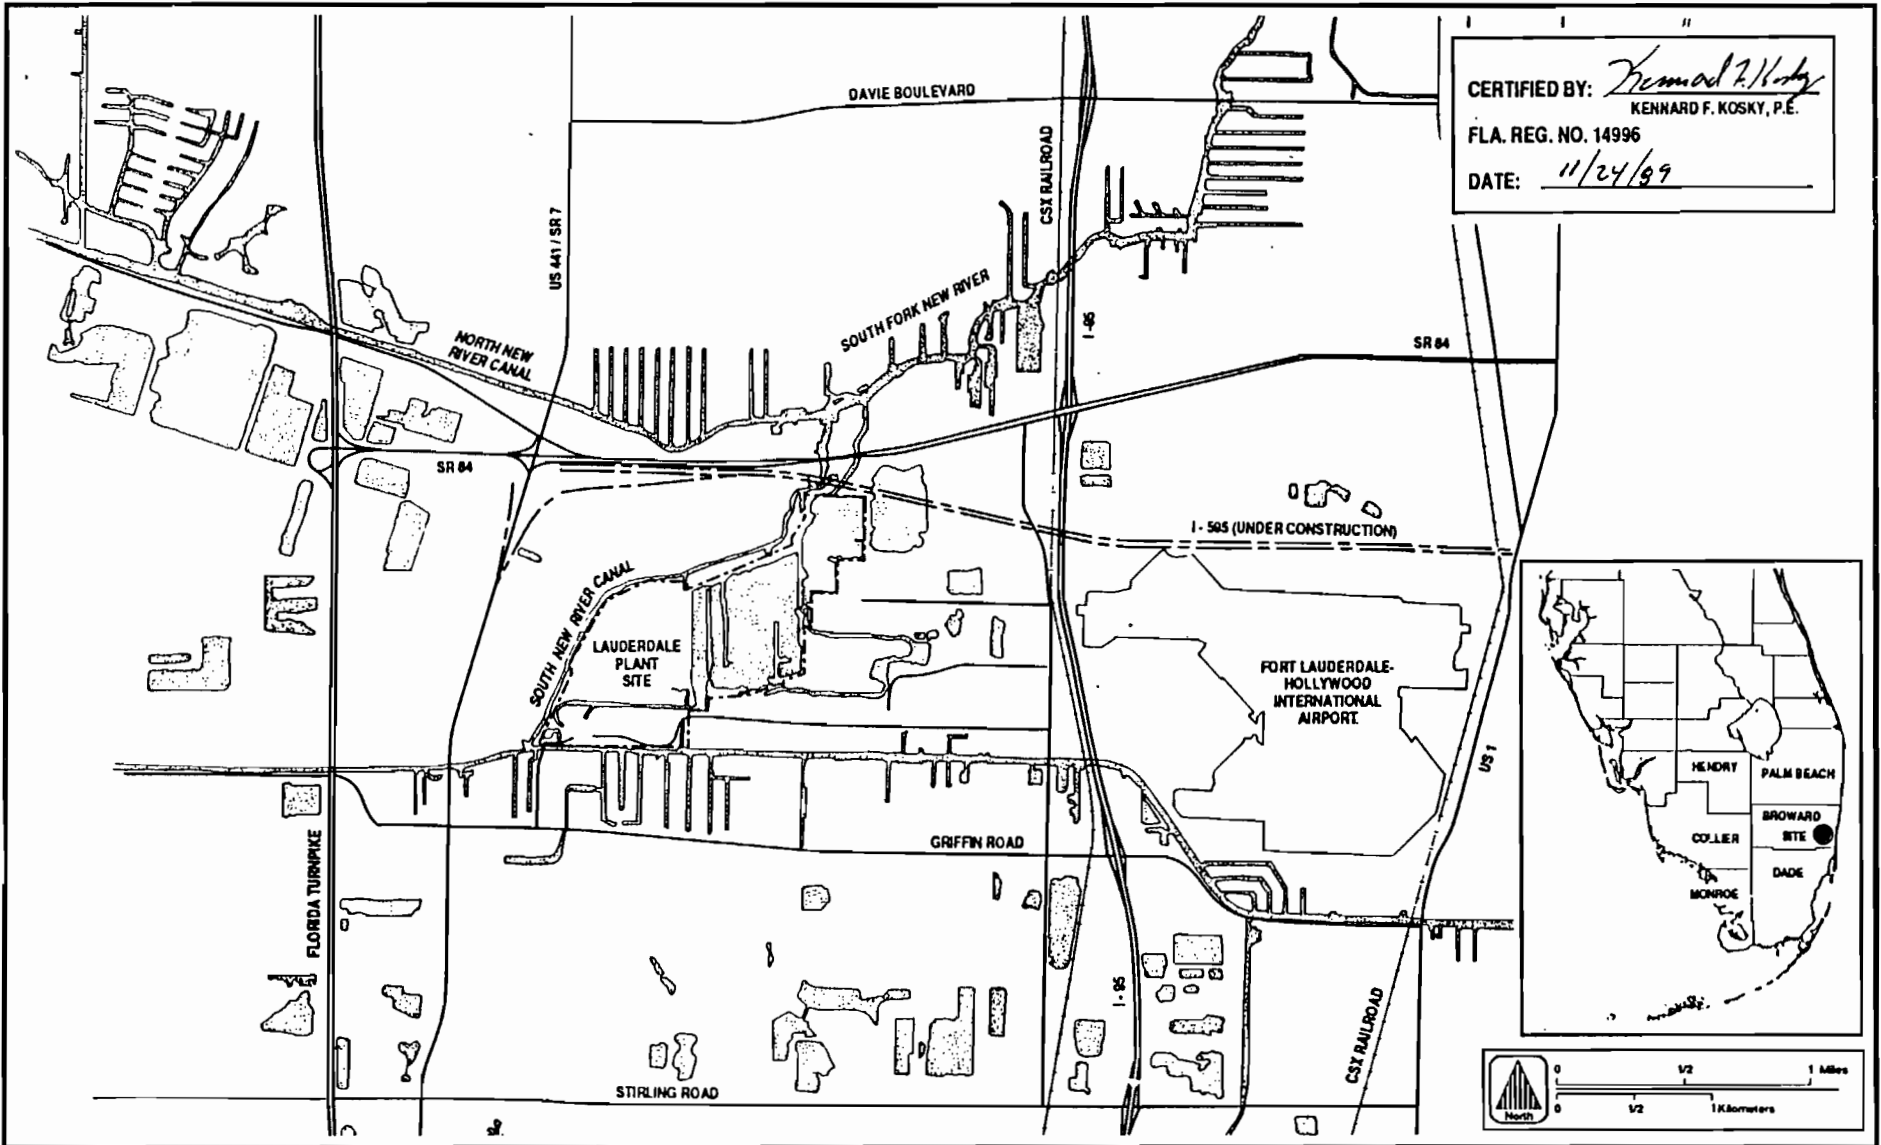 CERTIFIED BY: Kennard F. Kosky
KENNARD F. KOSKY, P.E.
FLA. REG. NO. 14996
DATE: 11/24/89
DAVIE BOULEVARD
CSX RAILROAD
US 441 / SR 7
SOUTH FORK NEW RIVER
NORTH NEW
RIVER CANAL
I-95
SR 84
SR 84
I - 595 (UNDER CONSTRUCTION)
SOUTH NEW RIVER CANAL
LAUDERDALE
PLANT
SITE
FORT LAUDERDALE-
HOLLYWOOD
INTERNATIONAL
AIRPORT
US 1
HENDRY
PALM BEACH
BROWARD
SITE
COLLIER
DADE
MONROE
GRIFFIN ROAD
FLORIDA TURNPIKE
I - 95
CSX RAILROAD
STIRLING ROAD
North
0 1/2 1 Miles
0 1/2 1 Kilometers